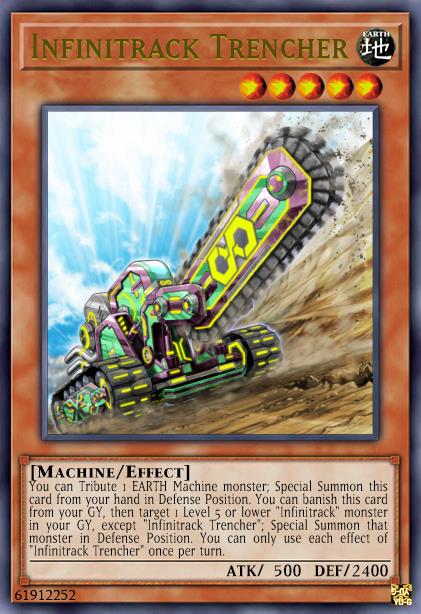 INFINITRACK TRENCHER
EARTH
地
[MACHINE/EFFECT]
You can Tribute 1 EARTH Machine monster; Special Summon this
card from your hand in Defense Position. You can banish this card
from your GY, then target 1 Level 5 or lower "Infinitrack" monster
in your GY, except "Infinitrack Trencher"; Special Summon that
monster in Defense Position. You can only use each effect of
"Infinitrack Trencher" once per turn.
ATK/ 500 DEF/2400
61912252